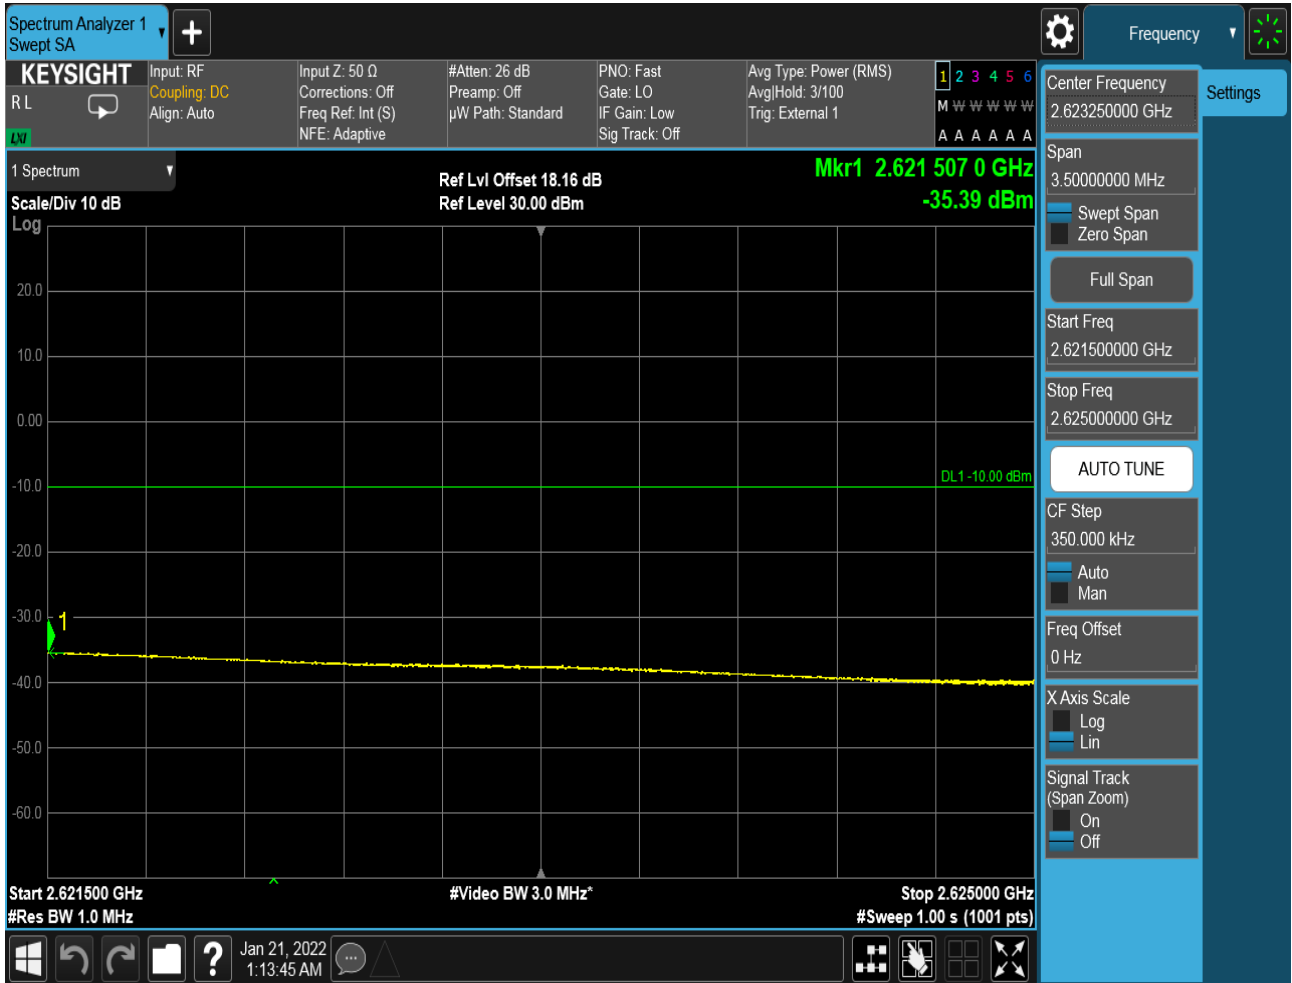 Spectrum Analyzer 1
Swept SA
Frequency
KEYSIGHT
R L
LXI
Input: RF
Coupling: DC
Align: Auto
Input Z: 50 Ω
Corrections: Off
Freq Ref: Int (S)
NFE: Adaptive
#Atten: 26 dB
Preamp: Off
µW Path: Standard
PNO: Fast
Gate: LO
IF Gain: Low
Sig Track: Off
Avg Type: Power (RMS)
Avg|Hold: 3/100
Trig: External 1
1 2 3 4 5 6
M W W W W W
A A A A A A
1 Spectrum
Scale/Div 10 dB
Log
Ref Lvl Offset 18.16 dB
Ref Level 30.00 dBm
Mkr1 2.621 507 0 GHz
-35.39 dBm
20.0
10.0
0.00
-10.0
-20.0
-30.0
-40.0
-50.0
-60.0
DL1 -10.00 dBm
1
Start 2.621500 GHz
#Res BW 1.0 MHz
#Video BW 3.0 MHz*
Stop 2.625000 GHz
#Sweep 1.00 s (1001 pts)
Jan 21, 2022
1:13:45 AM
Center Frequency
2.623250000 GHz
Settings
Span
3.50000000 MHz
Swept Span
Zero Span
Full Span
Start Freq
2.621500000 GHz
Stop Freq
2.625000000 GHz
AUTO TUNE
CF Step
350.000 kHz
Auto
Man
Freq Offset
0 Hz
X Axis Scale
Log
Lin
Signal Track
(Span Zoom)
On
Off